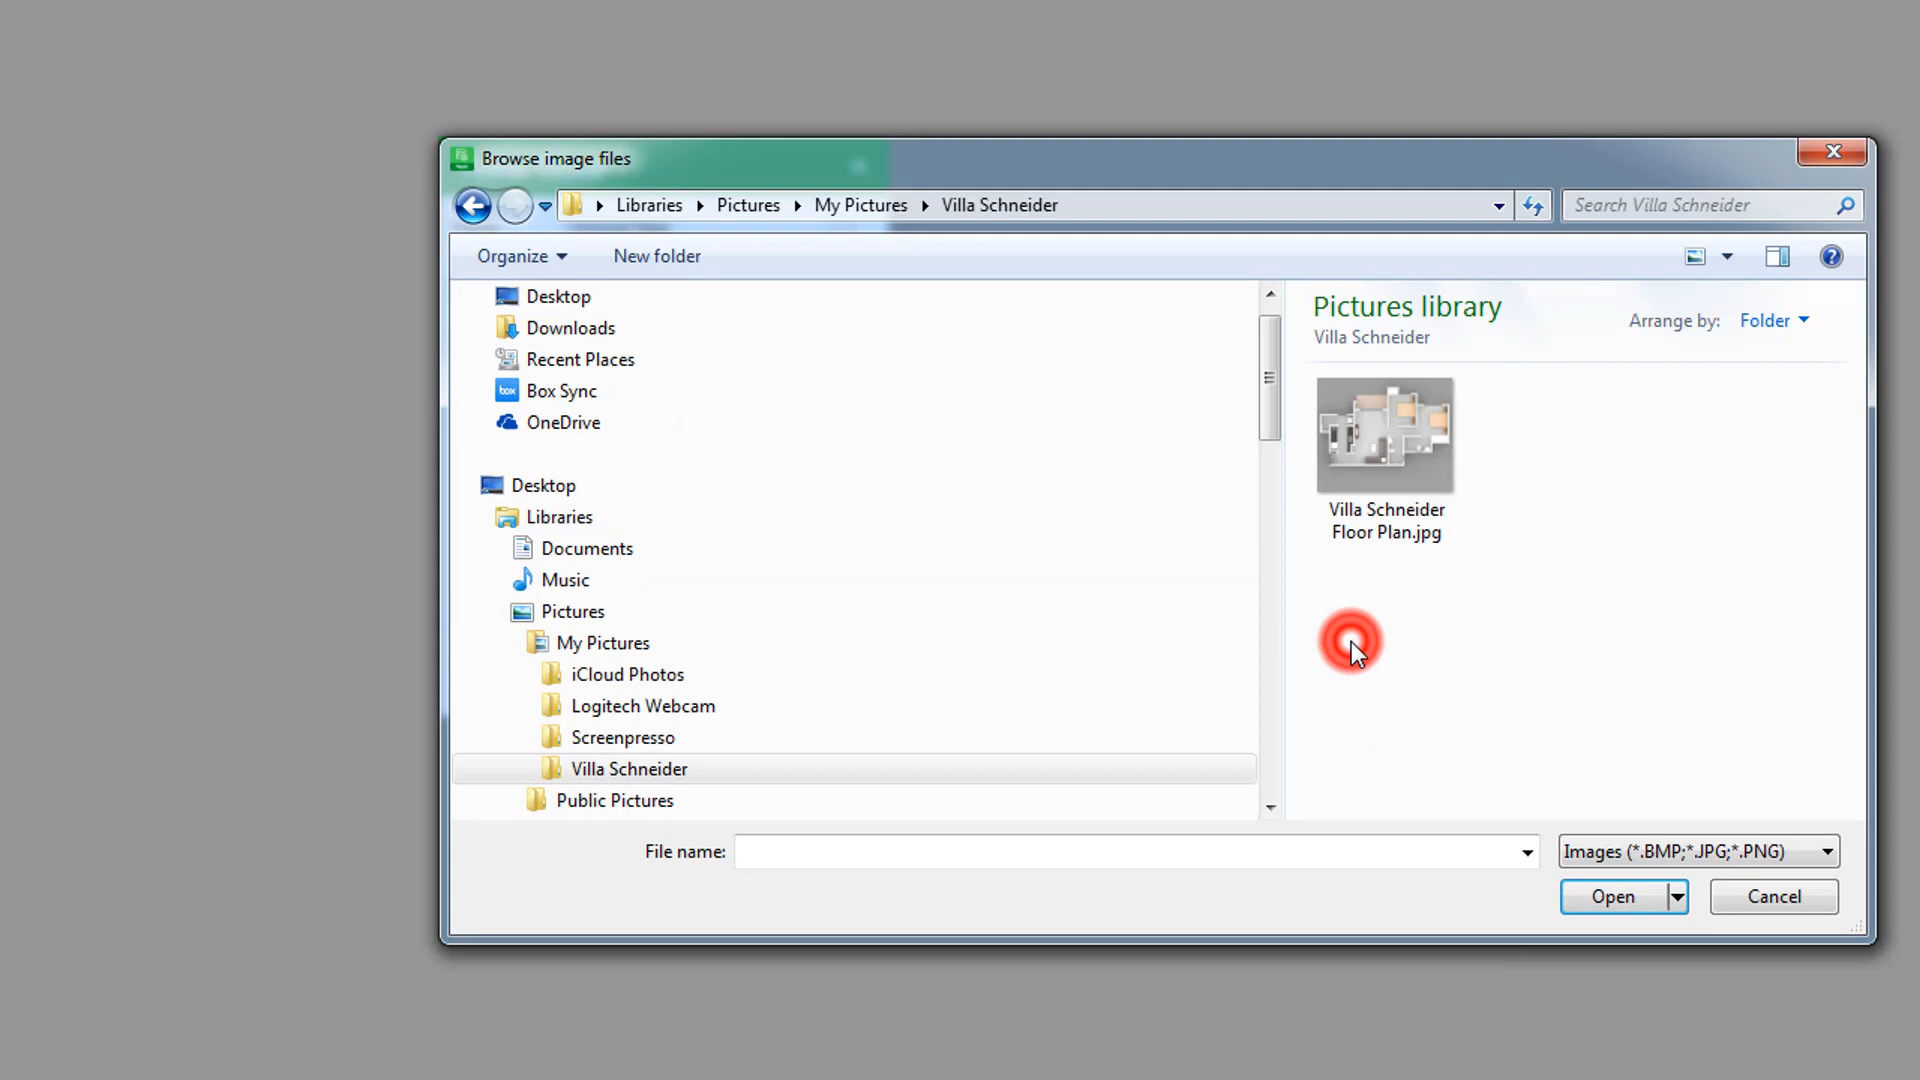 Browse image files
Libraries Pictures My Pictures Villa Schneider
Search Villa Schneider
Organize New folder
Desktop
Downloads
Recent Places
box Box Sync
OneDrive
Desktop
Libraries
Documents
Music
Pictures
My Pictures
iCloud Photos
Logitech Webcam
Screenpresso
Villa Schneider
Public Pictures
Pictures library
Villa Schneider
Arrange by: Folder
Villa Schneider
Floor Plan.jpg
File name:
Images (*.BMP;*.JPG;*.PNG)
Open Cancel